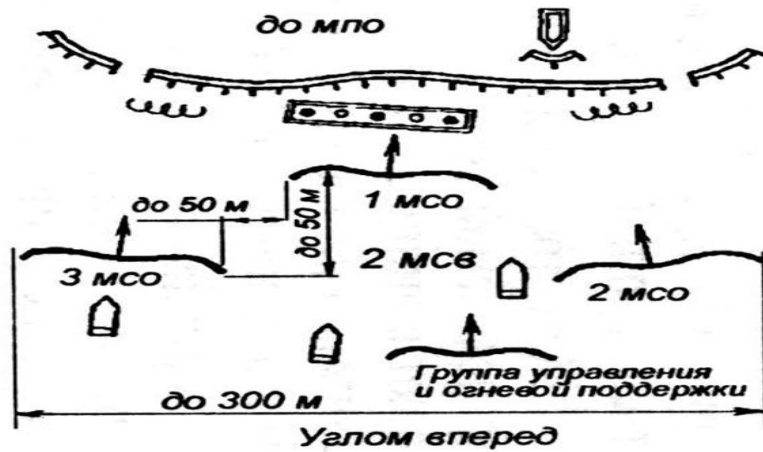 до мпо
1 мсо
до 50 м
до 50 м
2 мсв
3 мсо
2 мсо
Группа управления
и огневой поддержки
до 300 м
Углом вперед